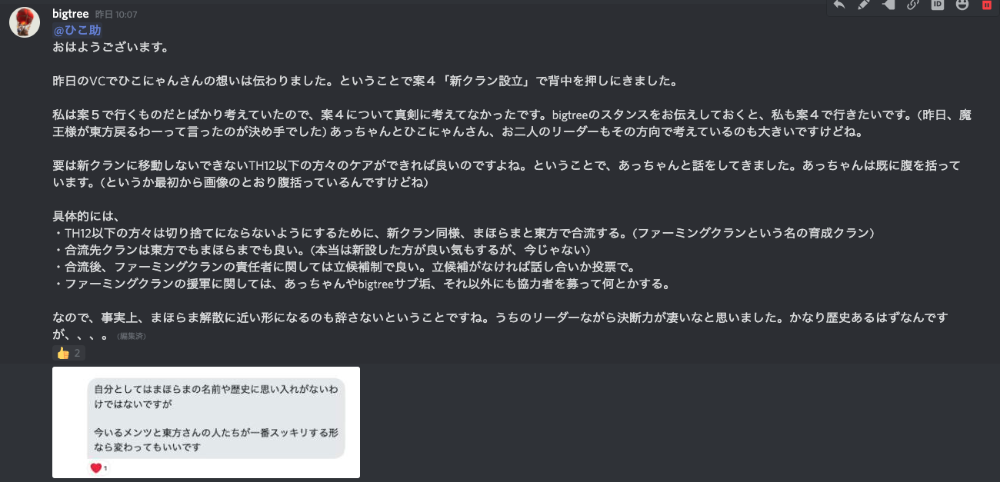 bigtree 昨日 10:07
@ひこ助
おはようございます。
昨日のVCでひこにゃんさんの想いは伝わりました。ということで案４「新クラン設立」で背中を押しにきました。
私は案５で行くものだとばかり考えていたので、案４について真剣に考えてなかったです。bigtreeのスタンスをお伝えしておくと、私も案４で行きたいです。(昨日、魔
王様が東方戻るわーって言ったのが決め手でした) あっちゃんとひこにゃんさん、お二人のリーダーもその方向で考えているのも大きいですけどね。
要は新クランに移動しないできないTH12以下の方々のケアができれば良いのですよね。ということで、あっちゃんと話をしてきました。あっちゃんは既に腹を括って
います。(というか最初から画像のとおり腹括っているんですけどね)
具体的には、
・TH12以下の方々は切り捨てにならないようにするために、新クラン同様、まほらまと東方で合流する。(ファーミングクランという名の育成クラン)
・合流先クランは東方でもまほらまでも良い。(本当は新設した方が良い気もするが、今じゃない)
・合流後、ファーミングクランの責任者に関しては立候補制で良い。立候補がなければ話し合いか投票で。
・ファーミングクランの援軍に関しては、あっちゃんやbigtreeサブ垢、それ以外にも協力者を募って何とかする。
なので、事実上、まほらま解散に近い形になるのも辞さないということですね。うちのリーダーながら決断力が凄いなと思いました。かなり歴史あるはずなんです
が、、、。(編集済)
👍 2
自分としてはまほらまの名前や歴史に思い入れがないわ
けではないですが
今いるメンツと東方さんの人たちが一番スッキリする形
なら変わってもいいです
❤ 1
ID